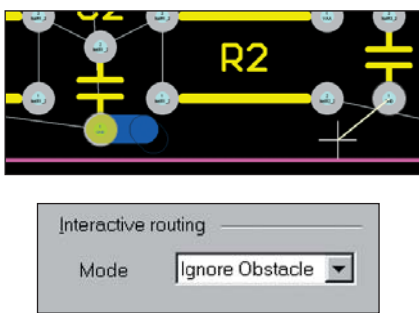 C2
R2
Interactive routing
Mode
Ignore Obstacle